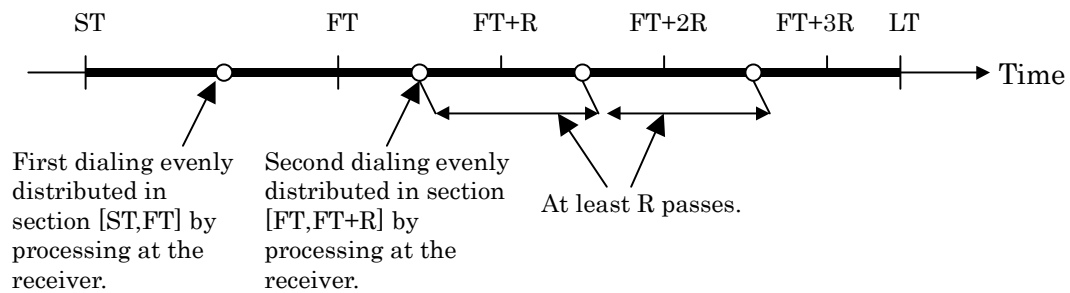 ST FT FT+R FT+2R FT+3R LT
Time
First dialing evenly
distributed in
section [ST,FT] by
processing at the
receiver.
Second dialing evenly
distributed in section
[FT,FT+R] by
processing at the
receiver.
At least R passes.